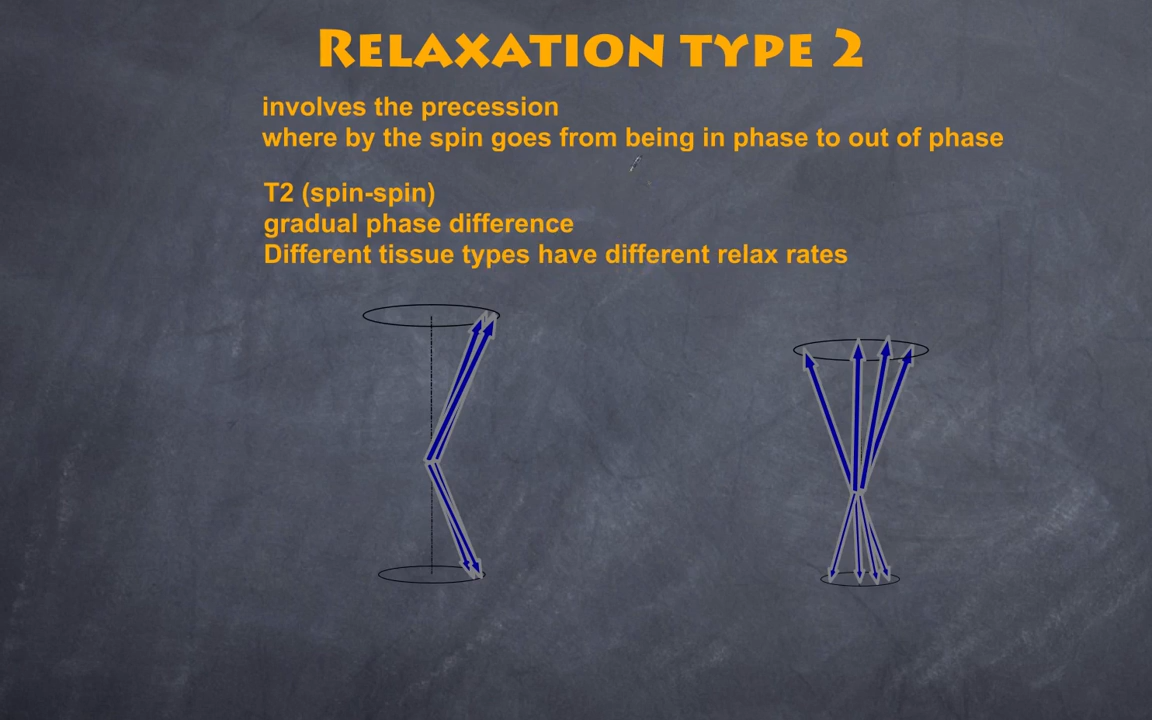 Relaxation type 2
involves the precession
where by the spin goes from being in phase to out of phase
T2 (spin-spin)
gradual phase difference
Different tissue types have different relax rates